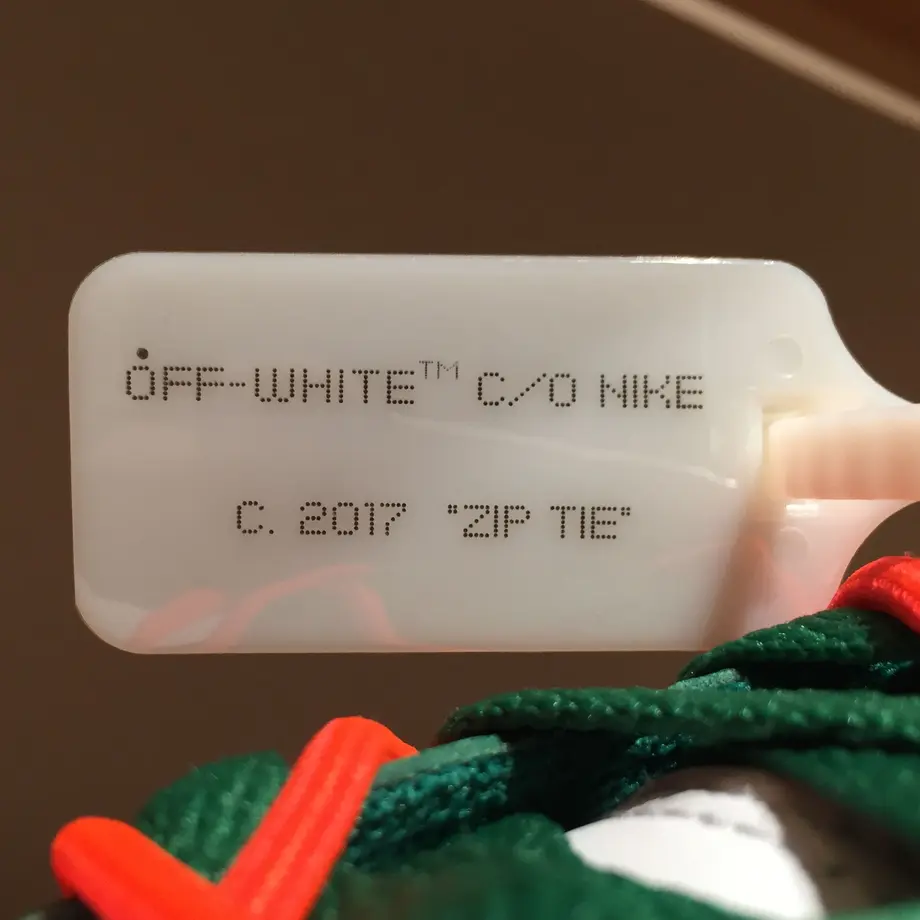 OFF-WHITE™ C/O NIKE
C. 2017 "ZIP TIE"